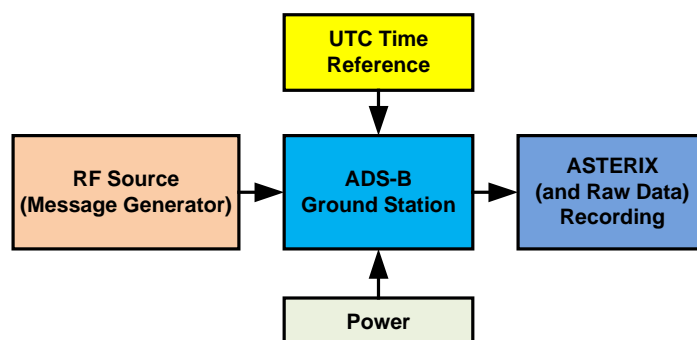 UTC Time
Reference
RF Source
(Message Generator)
ADS-B
Ground Station
ASTERIX
(and Raw Data)
Recording
Power